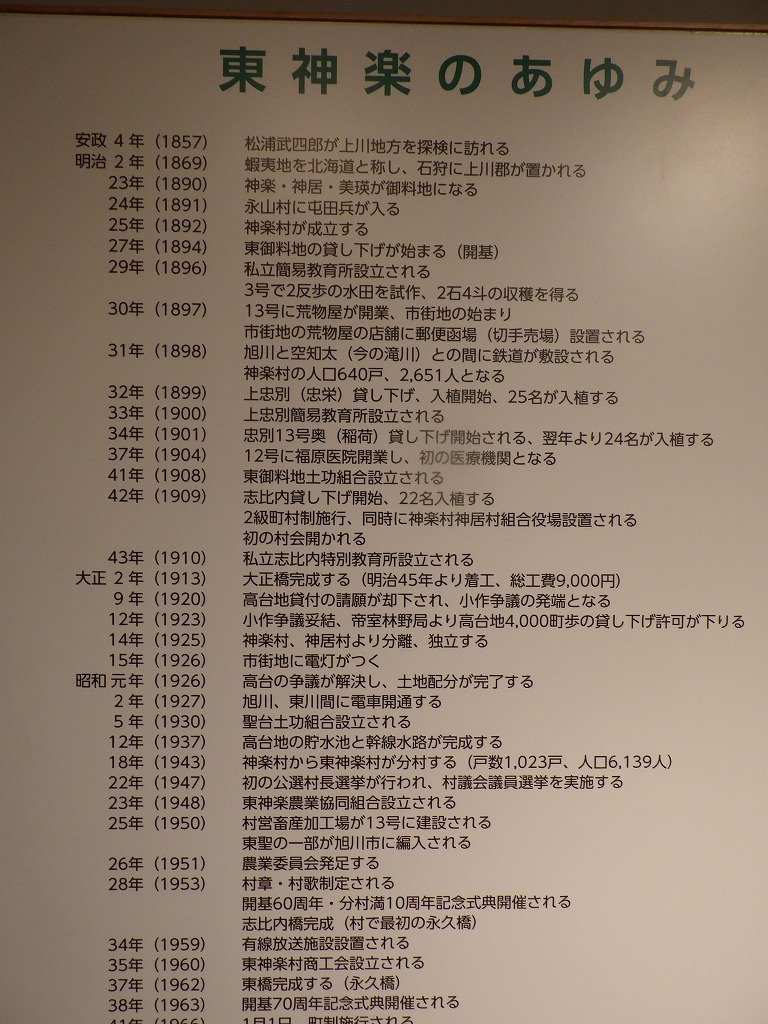 東神楽のあゆみ
安政 4年（1857） 松浦武四郎が上川地方を探検に訪れる
明治 2年（1869） 蝦夷地を北海道と称し、石狩に上川郡が置かれる
23年（1890） 神楽・神居・美瑛が御料地になる
24年（1891） 永山村に屯田兵が入る
25年（1892） 神楽村が成立する
27年（1894） 東御料地の貸し下げが始まる（開基）
29年（1896） 私立簡易教育所設立される
3号で2反歩の水田を試作、2石4斗の収穫を得る
30年（1897） 13号に荒物屋が開業、市街地の始まり
市街地の荒物屋の店舗に郵便函場（切手売場）設置される
31年（1898） 旭川と空知太（今の滝川）との間に鉄道が敷設される
神楽村の人口640戸、2,651人となる
32年（1899） 上忠別（忠栄）貸し下げ、入植開始、25名が入植する
33年（1900） 上忠別簡易教育所設立される
34年（1901） 忠別13号奥（稲荷）貸し下げ開始される、翌年より24名が入植する
37年（1904） 12号に福原医院開業し、初の医療機関となる
41年（1908） 東御料地土功組合設立される
42年（1909） 志比内貸し下げ開始、22名入植する
2級町村制施行、同時に神楽村神居村組合役場設置される
初の村会開かれる
43年（1910） 私立志比内特別教育所設立される
大正 2年（1913） 大正橋完成する（明治45年より着工、総工費9,000円）
9年（1920） 高台地貸付の請願が却下され、小作争議の発端となる
12年（1923） 小作争議妥結、帝室林野局より高台地4,000町歩の貸し下げ許可が下りる
14年（1925） 神楽村、神居村より分離、独立する
15年（1926） 市街地に電灯がつく
昭和 元年（1926） 高台の争議が解決し、土地配分が完了する
2年（1927） 旭川、東川間に電車開通する
5年（1930） 聖台土功組合設立される
12年（1937） 高台地の貯水池と幹線水路が完成する
18年（1943） 神楽村から東神楽村が分村する（戸数1,023戸、人口6,139人）
22年（1947） 初の公選村長選挙が行われ、村議会議員選挙を実施する
23年（1948） 東神楽農業協同組合設立される
25年（1950） 村営畜産加工場が13号に建設される
東聖の一部が旭川市に編入される
26年（1951） 農業委員会発足する
28年（1953） 村章・村歌制定される
開基60周年・分村満10周年記念式典開催される
志比内橋完成（村で最初の永久橋）
34年（1959） 有線放送施設設置される
35年（1960） 東神楽村商工会設立される
37年（1962） 東橋完成する（永久橋）
38年（1963） 開基70周年記念式典開催される
41年（1966） 1月1日、町制施行される